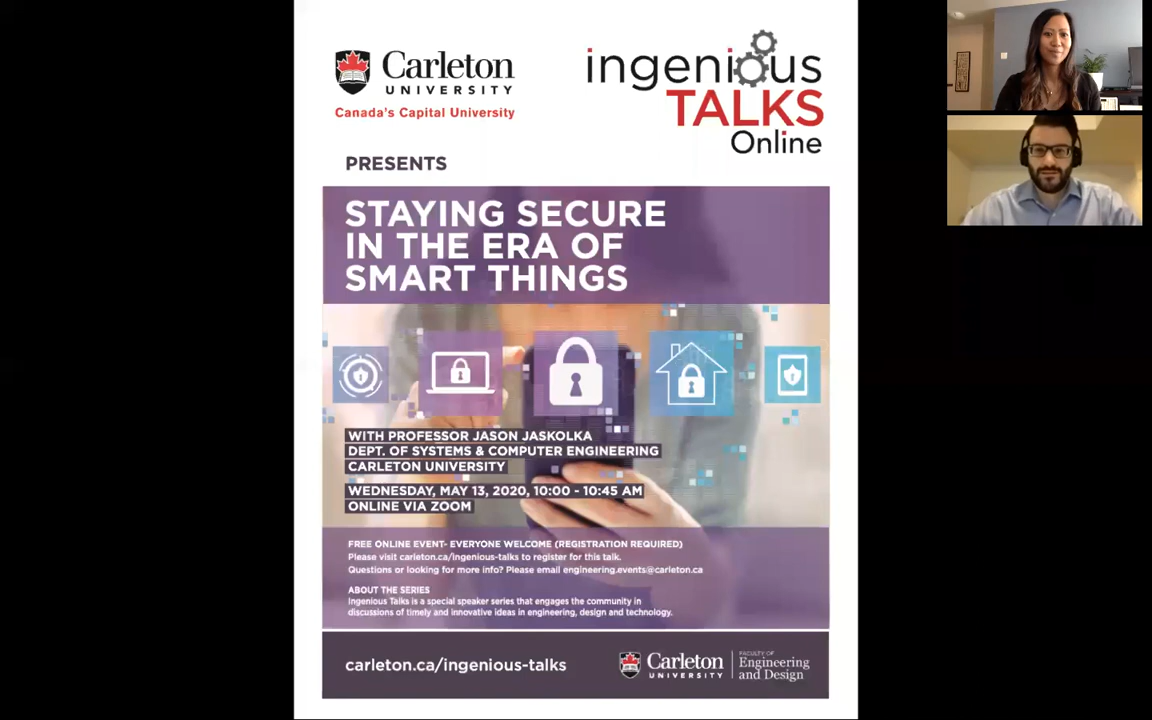 Carleton
UNIVERSITY
Canada's Capital University
ingenious
TALKS
Online
PRESENTS
STAYING SECURE
IN THE ERA OF
SMART THINGS
WITH PROFESSOR JASON JASKOLKA
DEPT. OF SYSTEMS & COMPUTER ENGINEERING
CARLETON UNIVERSITY
WEDNESDAY, MAY 13, 2020, 10:00 - 10:45 AM
ONLINE VIA ZOOM
FREE ONLINE EVENT- EVERYONE WELCOME (REGISTRATION REQUIRED)
Please visit carleton.ca/ingenious-talks to register for this talk.
Questions or looking for more info? Please email engineering.events@carleton.ca
ABOUT THE SERIES
Ingenious Talks is a special speaker series that engages the community in
discussions of timely and innovative ideas in engineering, design and technology.
carleton.ca/ingenious-talks
Carleton
UNIVERSITY
FACULTY OF
Engineering
and Design